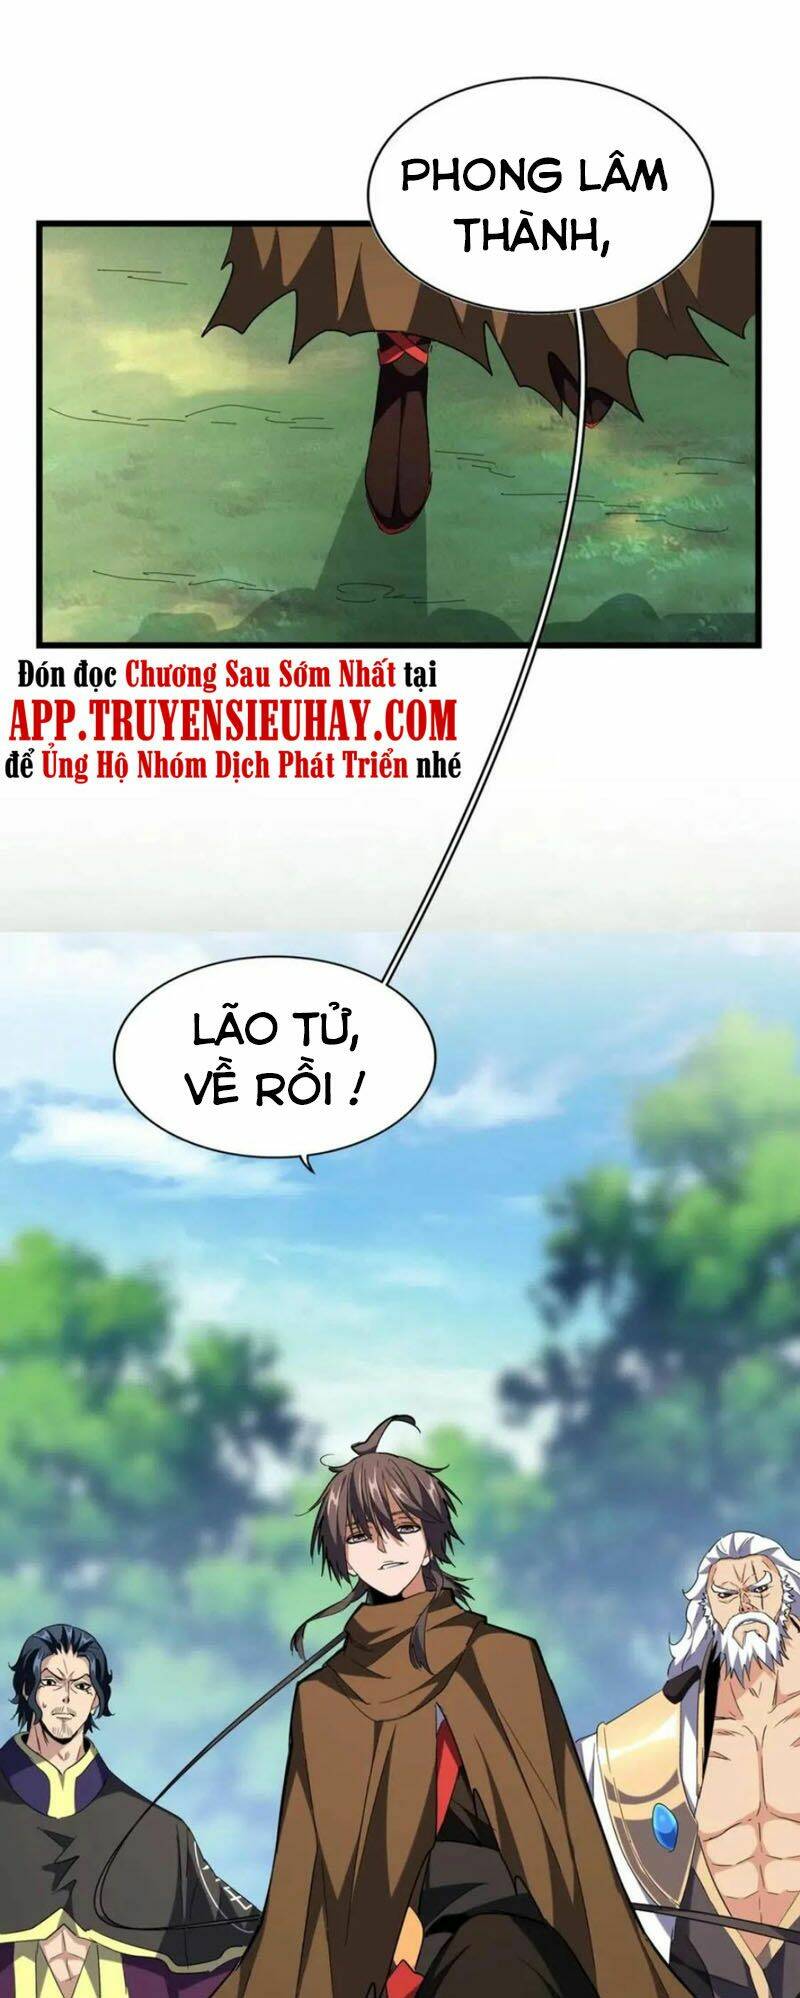 PHONG LÂM
THÀNH,
Đón đọc Chương Sau Sớm Nhất tại
APP.TRUYENSIEUHAY.COM
để Ủng Hộ Nhóm Dịch Phát Triển nhé
LÃO TỬ,
VỀ RỒI !